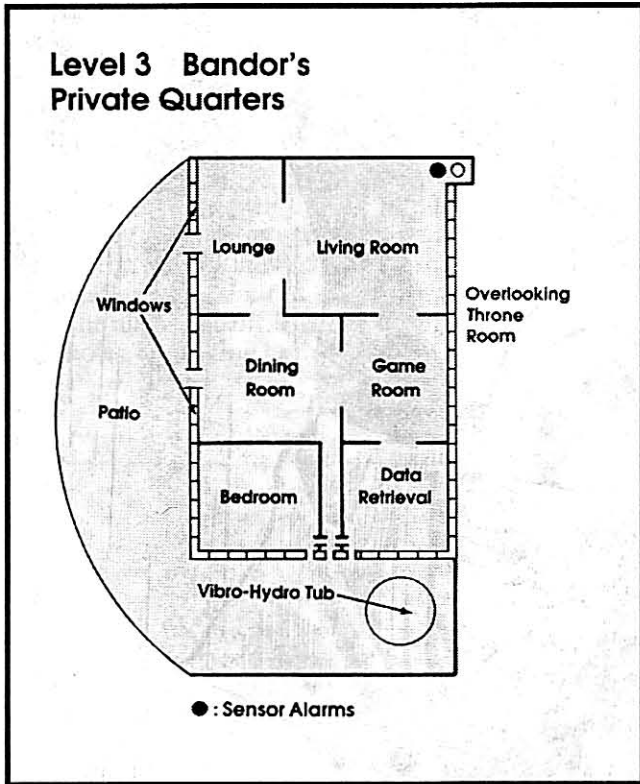 Level 3 Bandor's
Private Quarters
Lounge
Living Room
Windows
Overlooking
Throne
Room
Dining
Room
Game
Room
Patio
Bedroom
Data
Retrieval
Vibro-Hydro Tub
: Sensor Alarms